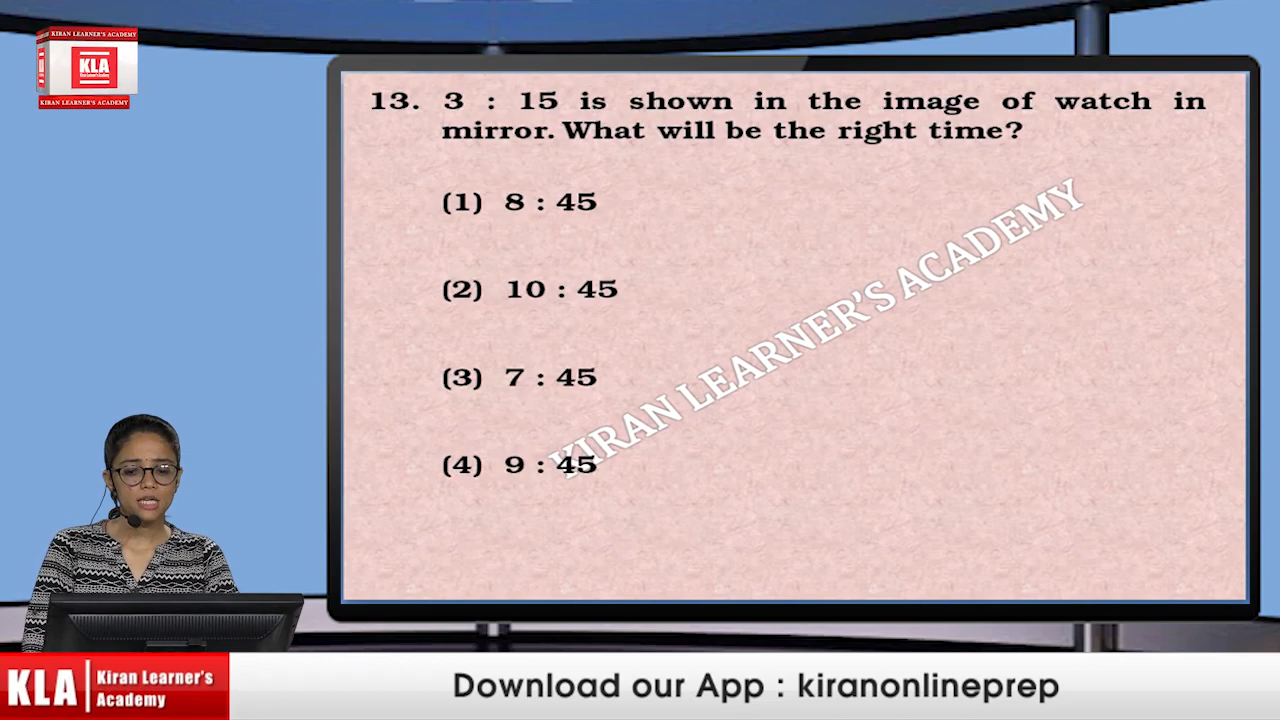 KIRAN LEARNER'S ACADEMY
KLA
KIRAN LEARNER'S ACADEMY
13. 3 : 15 is shown in the image of watch in
mirror. What will be the right time?
(1) 8 : 45
(2) 10 : 45
(3) 7 : 45
(4) 9 : 45
KIRAN LEARNER'S ACADEMY
KLA
Kiran Learner's
Academy
Download our App : kiranonlineprep